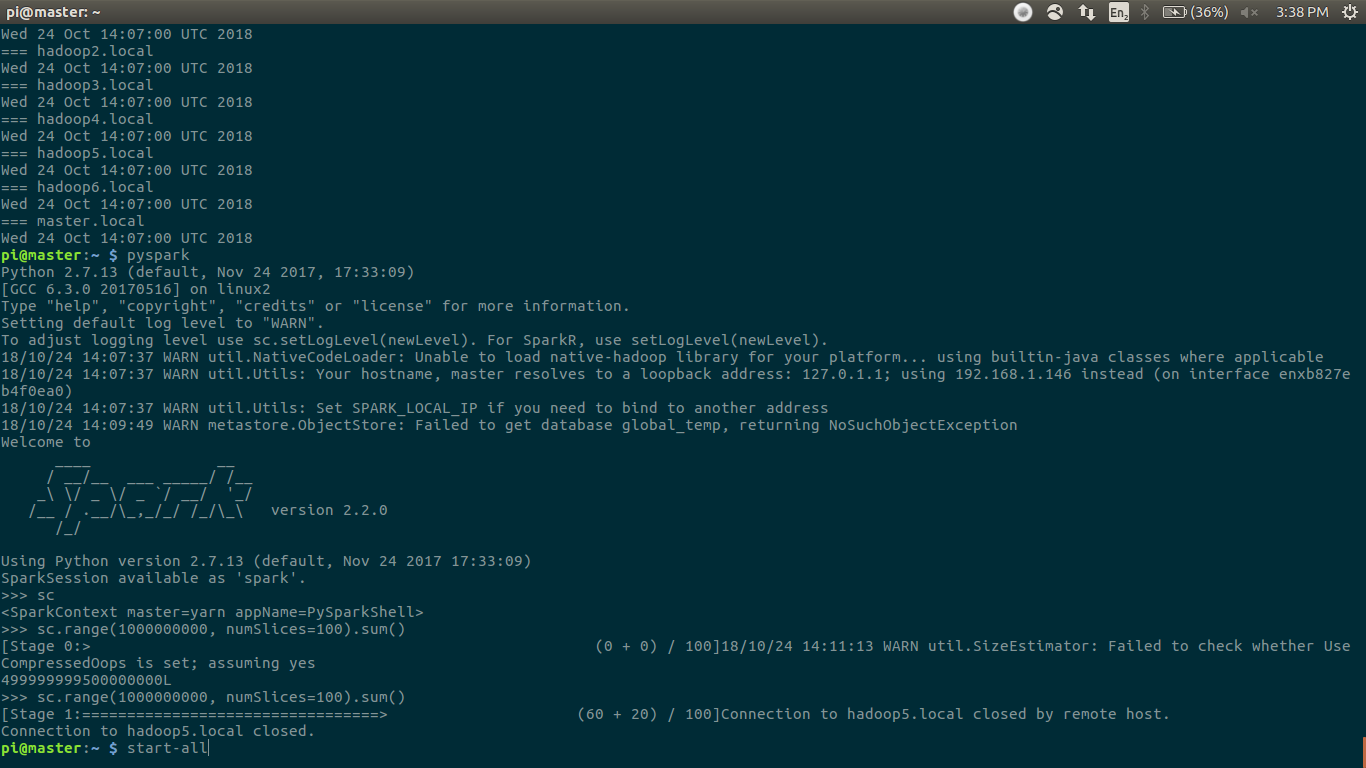 pi@master: ~
En2
(36%)
3:38 PM
Wed 24 Oct 14:07:00 UTC 2018
=== hadoop2.local
Wed 24 Oct 14:07:00 UTC 2018
=== hadoop3.local
Wed 24 Oct 14:07:00 UTC 2018
=== hadoop4.local
Wed 24 Oct 14:07:00 UTC 2018
=== hadoop5.local
Wed 24 Oct 14:07:00 UTC 2018
=== hadoop6.local
Wed 24 Oct 14:07:00 UTC 2018
=== master.local
Wed 24 Oct 14:07:00 UTC 2018
pi@master:~ $ pyspark
Python 2.7.13 (default, Nov 24 2017, 17:33:09)
[GCC 6.3.0 20170516] on linux2
Type "help", "copyright", "credits" or "license" for more information.
Setting default log level to "WARN".
To adjust logging level use sc.setLogLevel(newLevel). For SparkR, use setLogLevel(newLevel).
18/10/24 14:07:37 WARN util.NativeCodeLoader: Unable to load native-hadoop library for your platform... using builtin-java classes where applicable
18/10/24 14:07:37 WARN util.Utils: Your hostname, master resolves to a loopback address: 127.0.1.1; using 192.168.1.146 instead (on interface enxb827e
b4f0ea0)
18/10/24 14:07:37 WARN util.Utils: Set SPARK_LOCAL_IP if you need to bind to another address
18/10/24 14:09:49 WARN metastore.ObjectStore: Failed to get database global_temp, returning NoSuchObjectException
Welcome to
      ____              __
     / __/__  ___ _____/ /__
    _\ \/ _ \/ _ `/ __/  '_/
   /__ / .__/\_,_/_/ /_/\_\   version 2.2.0
      /_/
Using Python version 2.7.13 (default, Nov 24 2017 17:33:09)
SparkSession available as 'spark'.
>>> sc
<SparkContext master=yarn appName=PySparkShell>
>>> sc.range(1000000000, numSlices=100).sum()
[Stage 0:>                                                        (0 + 0) / 100]18/10/24 14:11:13 WARN util.SizeEstimator: Failed to check whether Use
CompressedOops is set; assuming yes
499999999500000000L
>>> sc.range(1000000000, numSlices=100).sum()
[Stage 1:=================================>                     (60 + 20) / 100]Connection to hadoop5.local closed by remote host.
Connection to hadoop5.local closed.
pi@master:~ $ start-all